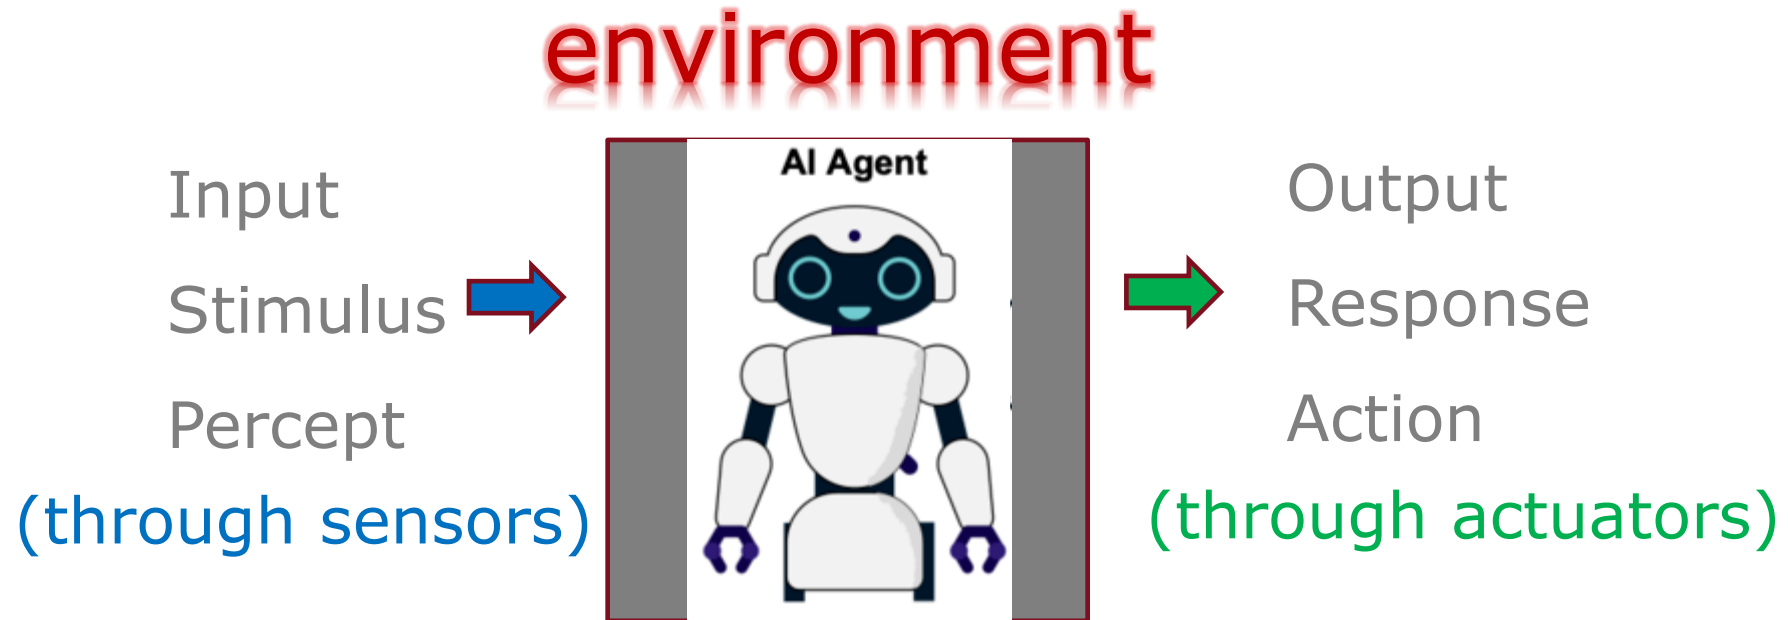 environment
AI Agent
Input
Stimulus
Percept
(through sensors)
Output
Response
Action
(through actuators)